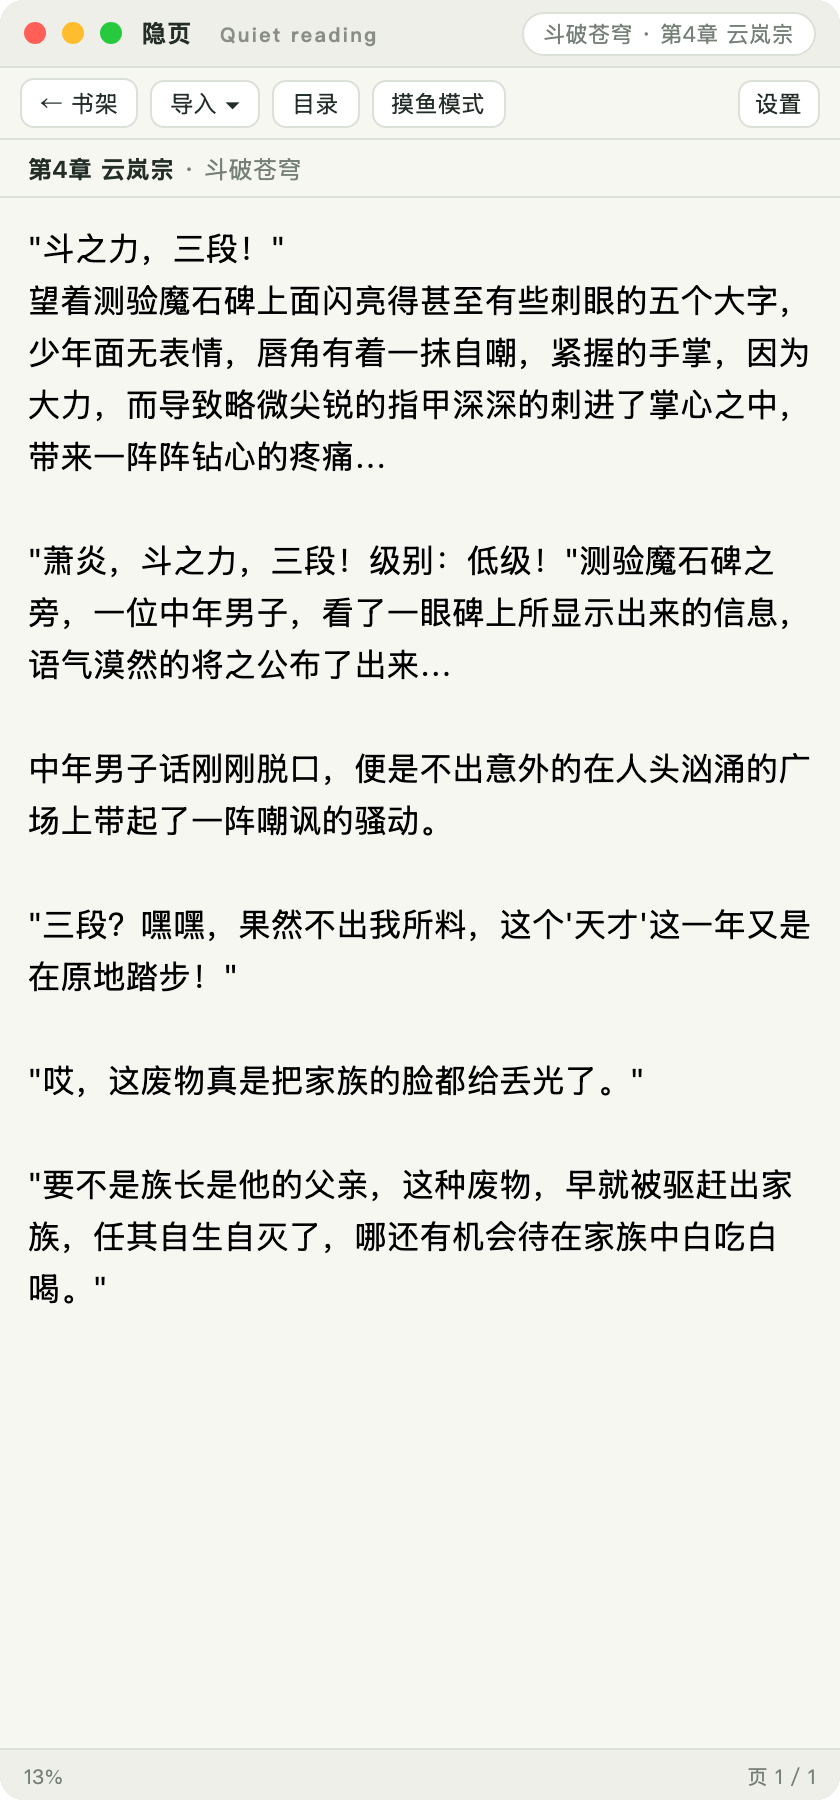 隐页 Quiet reading 斗破苍穹 · 第4章 云岚宗
← 书架 导入 目录 摸鱼模式 设置
第4章 云岚宗 · 斗破苍穹
"斗之力，三段！"
望着测验魔石碑上面闪亮得甚至有些刺眼的五个大字，
少年面无表情，唇角有着一抹自嘲，紧握的手掌，因为
大力，而导致略微尖锐的指甲深深的刺进了掌心之中，
带来一阵阵钻心的疼痛...
"萧炎，斗之力，三段！级别：低级！"测验魔石碑之
旁，一位中年男子，看了一眼碑上所显示出来的信息，
语气漠然的将之公布了出来...
中年男子话刚刚脱口，便是不出意外的在人头汹涌的广
场上带起了一阵嘲讽的骚动。
"三段？嘿嘿，果然不出我所料，这个'天才'这一年又是
在原地踏步！"
"哎，这废物真是把家族的脸都给丢光了。"
"要不是族长是他的父亲，这种废物，早就被驱赶出家
族，任其自生自灭了，哪还有机会待在家族中白吃白
喝。"
13% 页 1 / 1